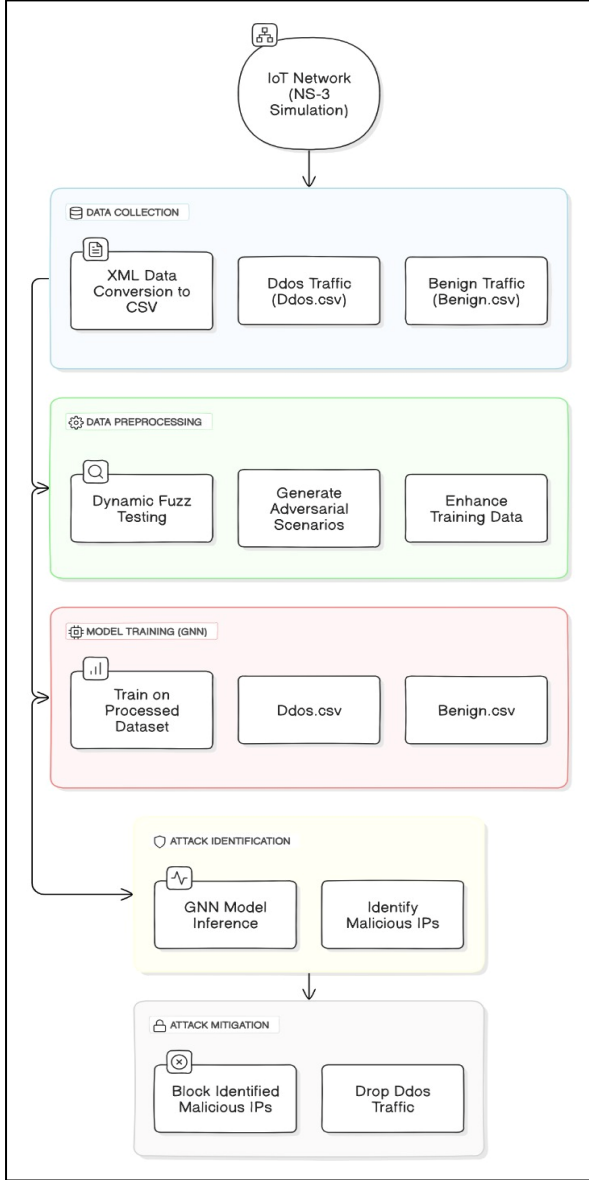 IoT Network
(NS-3
Simulation)
DATA COLLECTION
XML Data
Conversion to
CSV
Ddos Traffic
(Ddos.csv)
Benign Traffic
(Benign.csv)
DATA PREPROCESSING
Dynamic Fuzz
Testing
Generate
Adversarial
Scenarios
Enhance
Training Data
MODEL TRAINING (GNN)
Train on
Processed
Dataset
Ddos.csv
Benign.csv
ATTACK IDENTIFICATION
GNN Model
Inference
Identify
Malicious IPs
ATTACK MITIGATION
Block Identified
Malicious IPs
Drop Ddos
Traffic